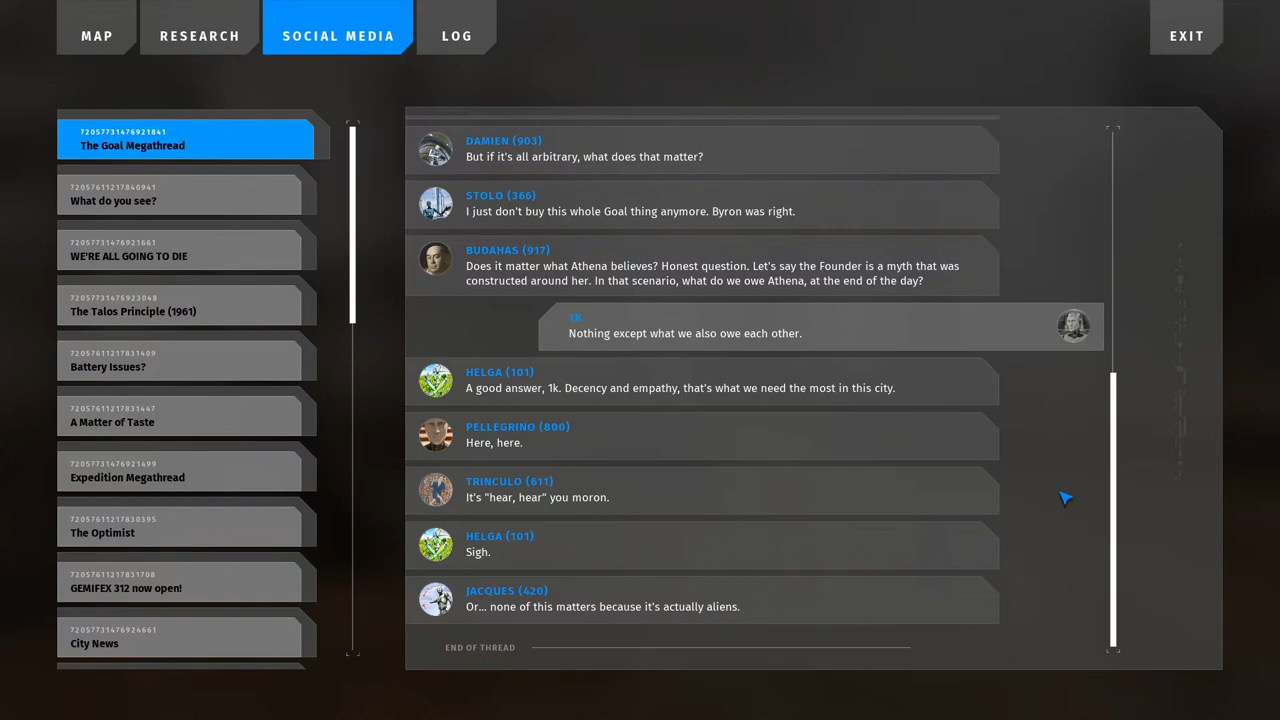 MAP
RESEARCH
SOCIAL MEDIA
LOG
EXIT
72057731476921841
The Goal Megathread
72057611217840941
What do you see?
72057731476921661
WE'RE ALL GOING TO DIE
72057731476923048
The Talos Principle (1961)
72057611217831409
Battery Issues?
72057611217831447
A Matter of Taste
72057731476921499
Expedition Megathread
72057611217830395
The Optimist
72057611217831708
GEMIFEX 312 now open!
72057731476924661
City News
DAMIEN (903)
But if it's all arbitrary, what does that matter?
STOLO (366)
I just don't buy this whole Goal thing anymore. Byron was right.
BUDAHAS (917)
Does it matter what Athena believes? Honest question. Let's say the Founder is a myth that was
constructed around her. In that scenario, what do we owe Athena, at the end of the day?
1K
Nothing except what we also owe each other.
HELGA (101)
A good answer, 1k. Decency and empathy, that's what we need the most in this city.
PELLEGRINO (800)
Here, here.
TRINCULO (611)
It's "hear, hear" you moron.
HELGA (101)
Sigh.
JACQUES (420)
Or... none of this matters because it's actually aliens.
END OF THREAD